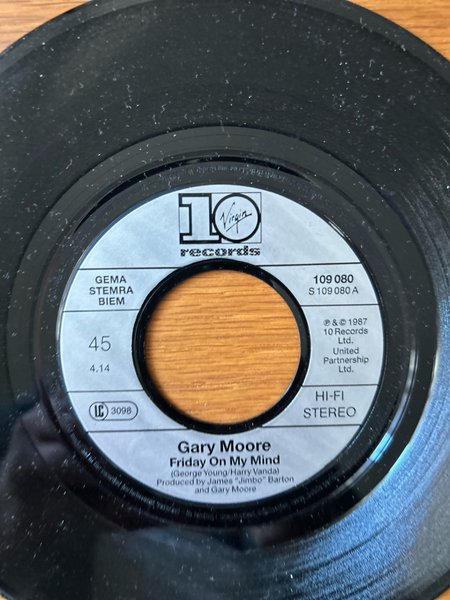 10
Virgin
records
GEMA
STEMRA
BIEM
109 080
S 109 080 A
45
4.14
℗ & © 1987
10 Records
Ltd.
United
Partnership
Ltd.
LC 3098
HI-FI
STEREO
Gary Moore
Friday On My Mind
(George Young/Harry Vanda)
Produced by James "Jimbo" Barton
and Gary Moore